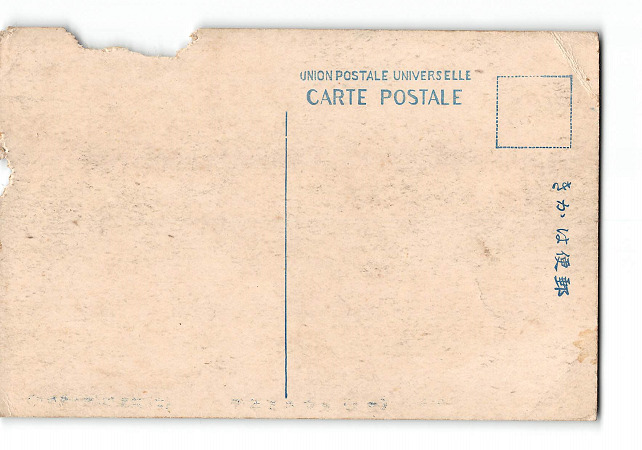 UNION POSTALE UNIVERSELLE
CARTE POSTALE
きかは便郵